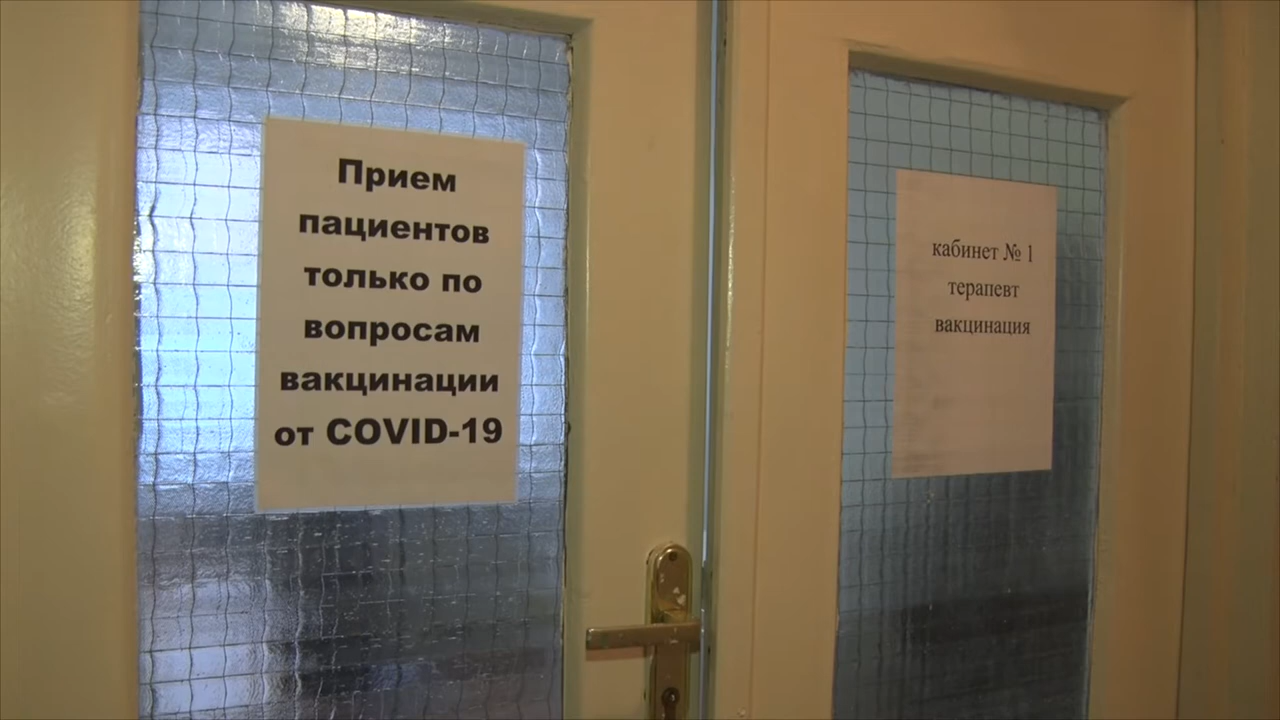 Прием
пациентов
только по
вопросам
вакцинации
от COVID-19
кабинет № 1
терапевт
вакцинация